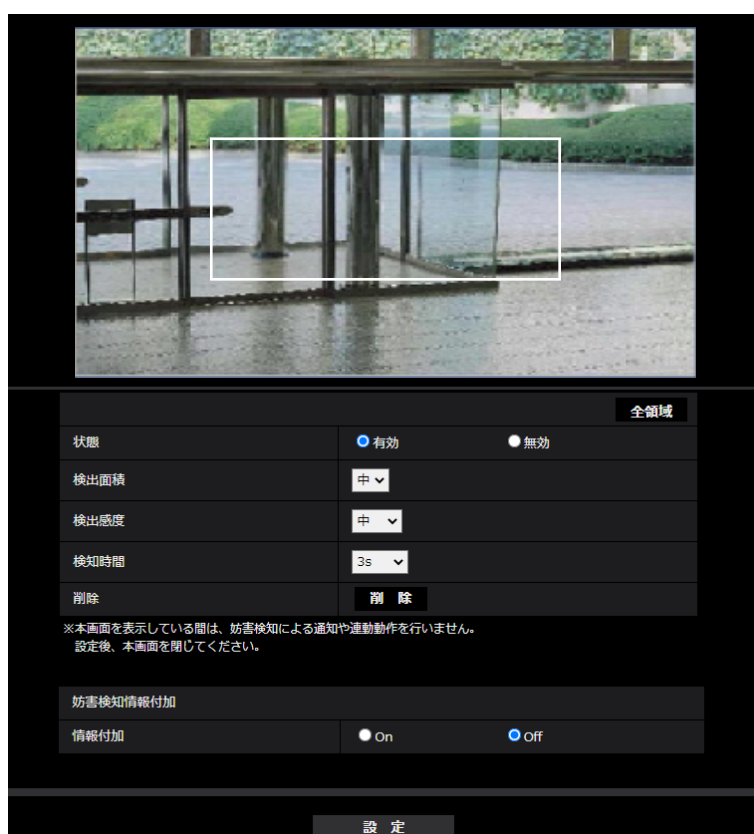 全領域
状態 有効 無効
検出面積 中
検出感度 中
検知時間 3s
削除 削 除
※本画面を表示している間は、妨害検知による通知や連動動作を行いません。
設定後、本画面を閉じてください。
妨害検知情報付加
情報付加 On Off
設 定